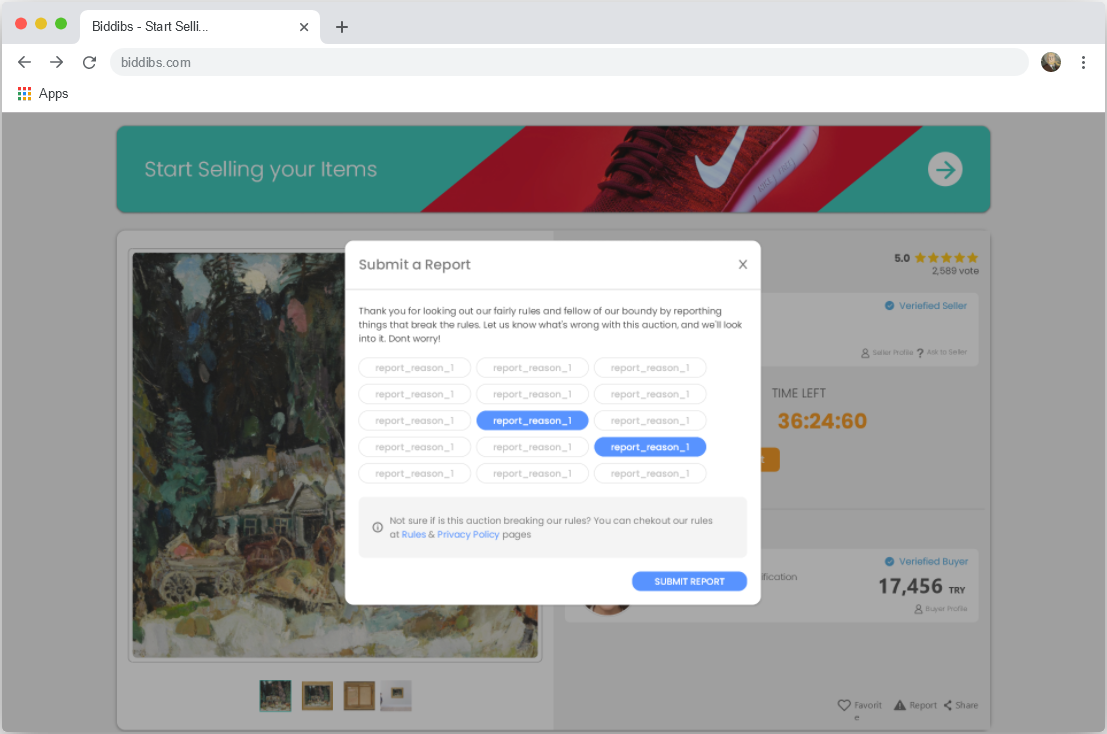 Biddibs - Start Selli...
biddibs.com
Apps
Start Selling your Items
5.0
2,589 vote
Veriefied Seller
Seller Profile ? Ask to Seller
TIME LEFT
36:24:60
Submit a Report
Thank you for looking out our fairly rules and fellow of our boundy by reporthing
things that break the rules. Let us know what's wrong with this auction, and we'll look
into it. Dont worry!
report_reason_1 report_reason_1 report_reason_1
report_reason_1 report_reason_1 report_reason_1
report_reason_1 report_reason_1 report_reason_1
report_reason_1 report_reason_1 report_reason_1
report_reason_1 report_reason_1 report_reason_1
Not sure if is this auction breaking our rules? You can chekout our rules
at Rules & Privacy Policy pages
SUBMIT REPORT
Veriefied Buyer
ification
17,456 TRY
Buyer Profile
Favorit
e
Report
Share